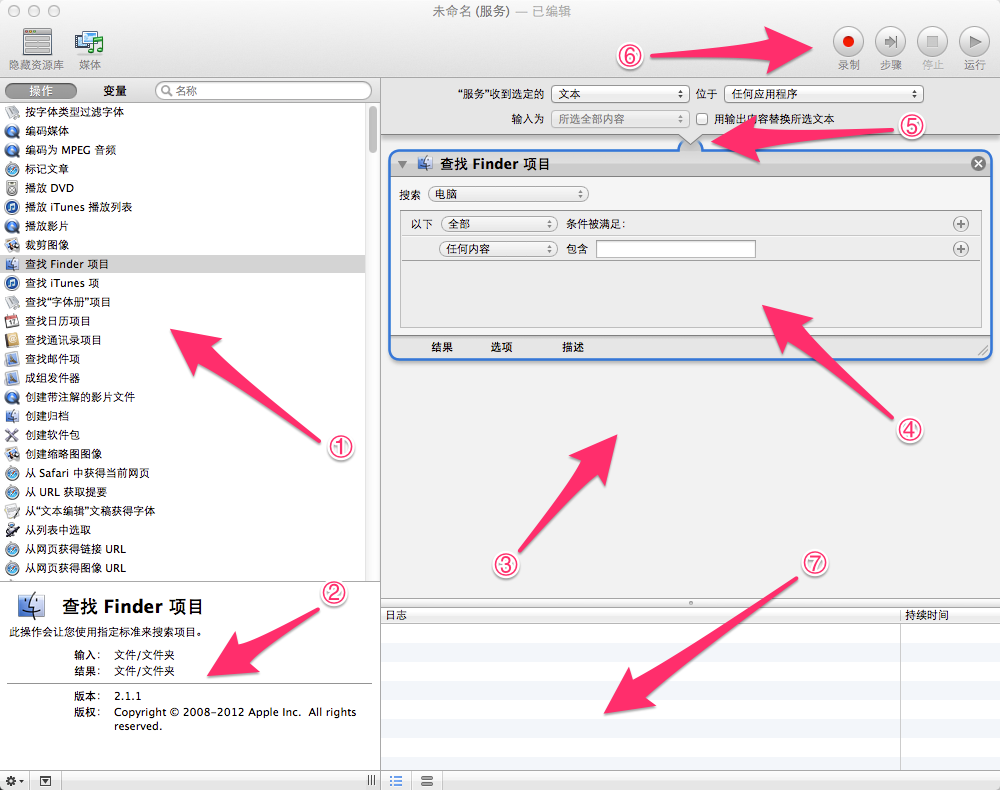 未命名 (服务) — 已编辑
隐藏资源库 媒体 ⑥ 录制 步骤 停止 运行
操作 变量 名称
“服务”收到选定的 文本 位于 任何应用程序
输入为 所选全部内容 用输出内容替换所选文本 ⑤
按字体类型过滤字体
编码媒体
编码为 MPEG 音频
标记文章
播放 DVD
播放 iTunes 播放列表
播放影片
裁剪图像
查找 Finder 项目
查找 iTunes 项
查找“字体册”项目
查找日历项目
查找通讯录项目
查找邮件项
成组发件器
创建带注解的影片文件
创建归档
创建软件包
创建缩略图图像
从 Safari 中获得当前网页
从 URL 获取提要
从“文本编辑”文稿获得字体
从列表中选取
从网页获得链接 URL
从网页获得图像 URL
①
查找 Finder 项目
搜索 电脑
以下 全部 条件被满足:
任何内容 包含
结果 选项 描述
④
③
②
查找 Finder 项目
此操作会让您使用指定标准来搜索项目。
输入: 文件/文件夹
结果: 文件/文件夹
版本: 2.1.1
版权: Copyright © 2008-2012 Apple Inc. All rights
reserved.
⑦
日志 持续时间